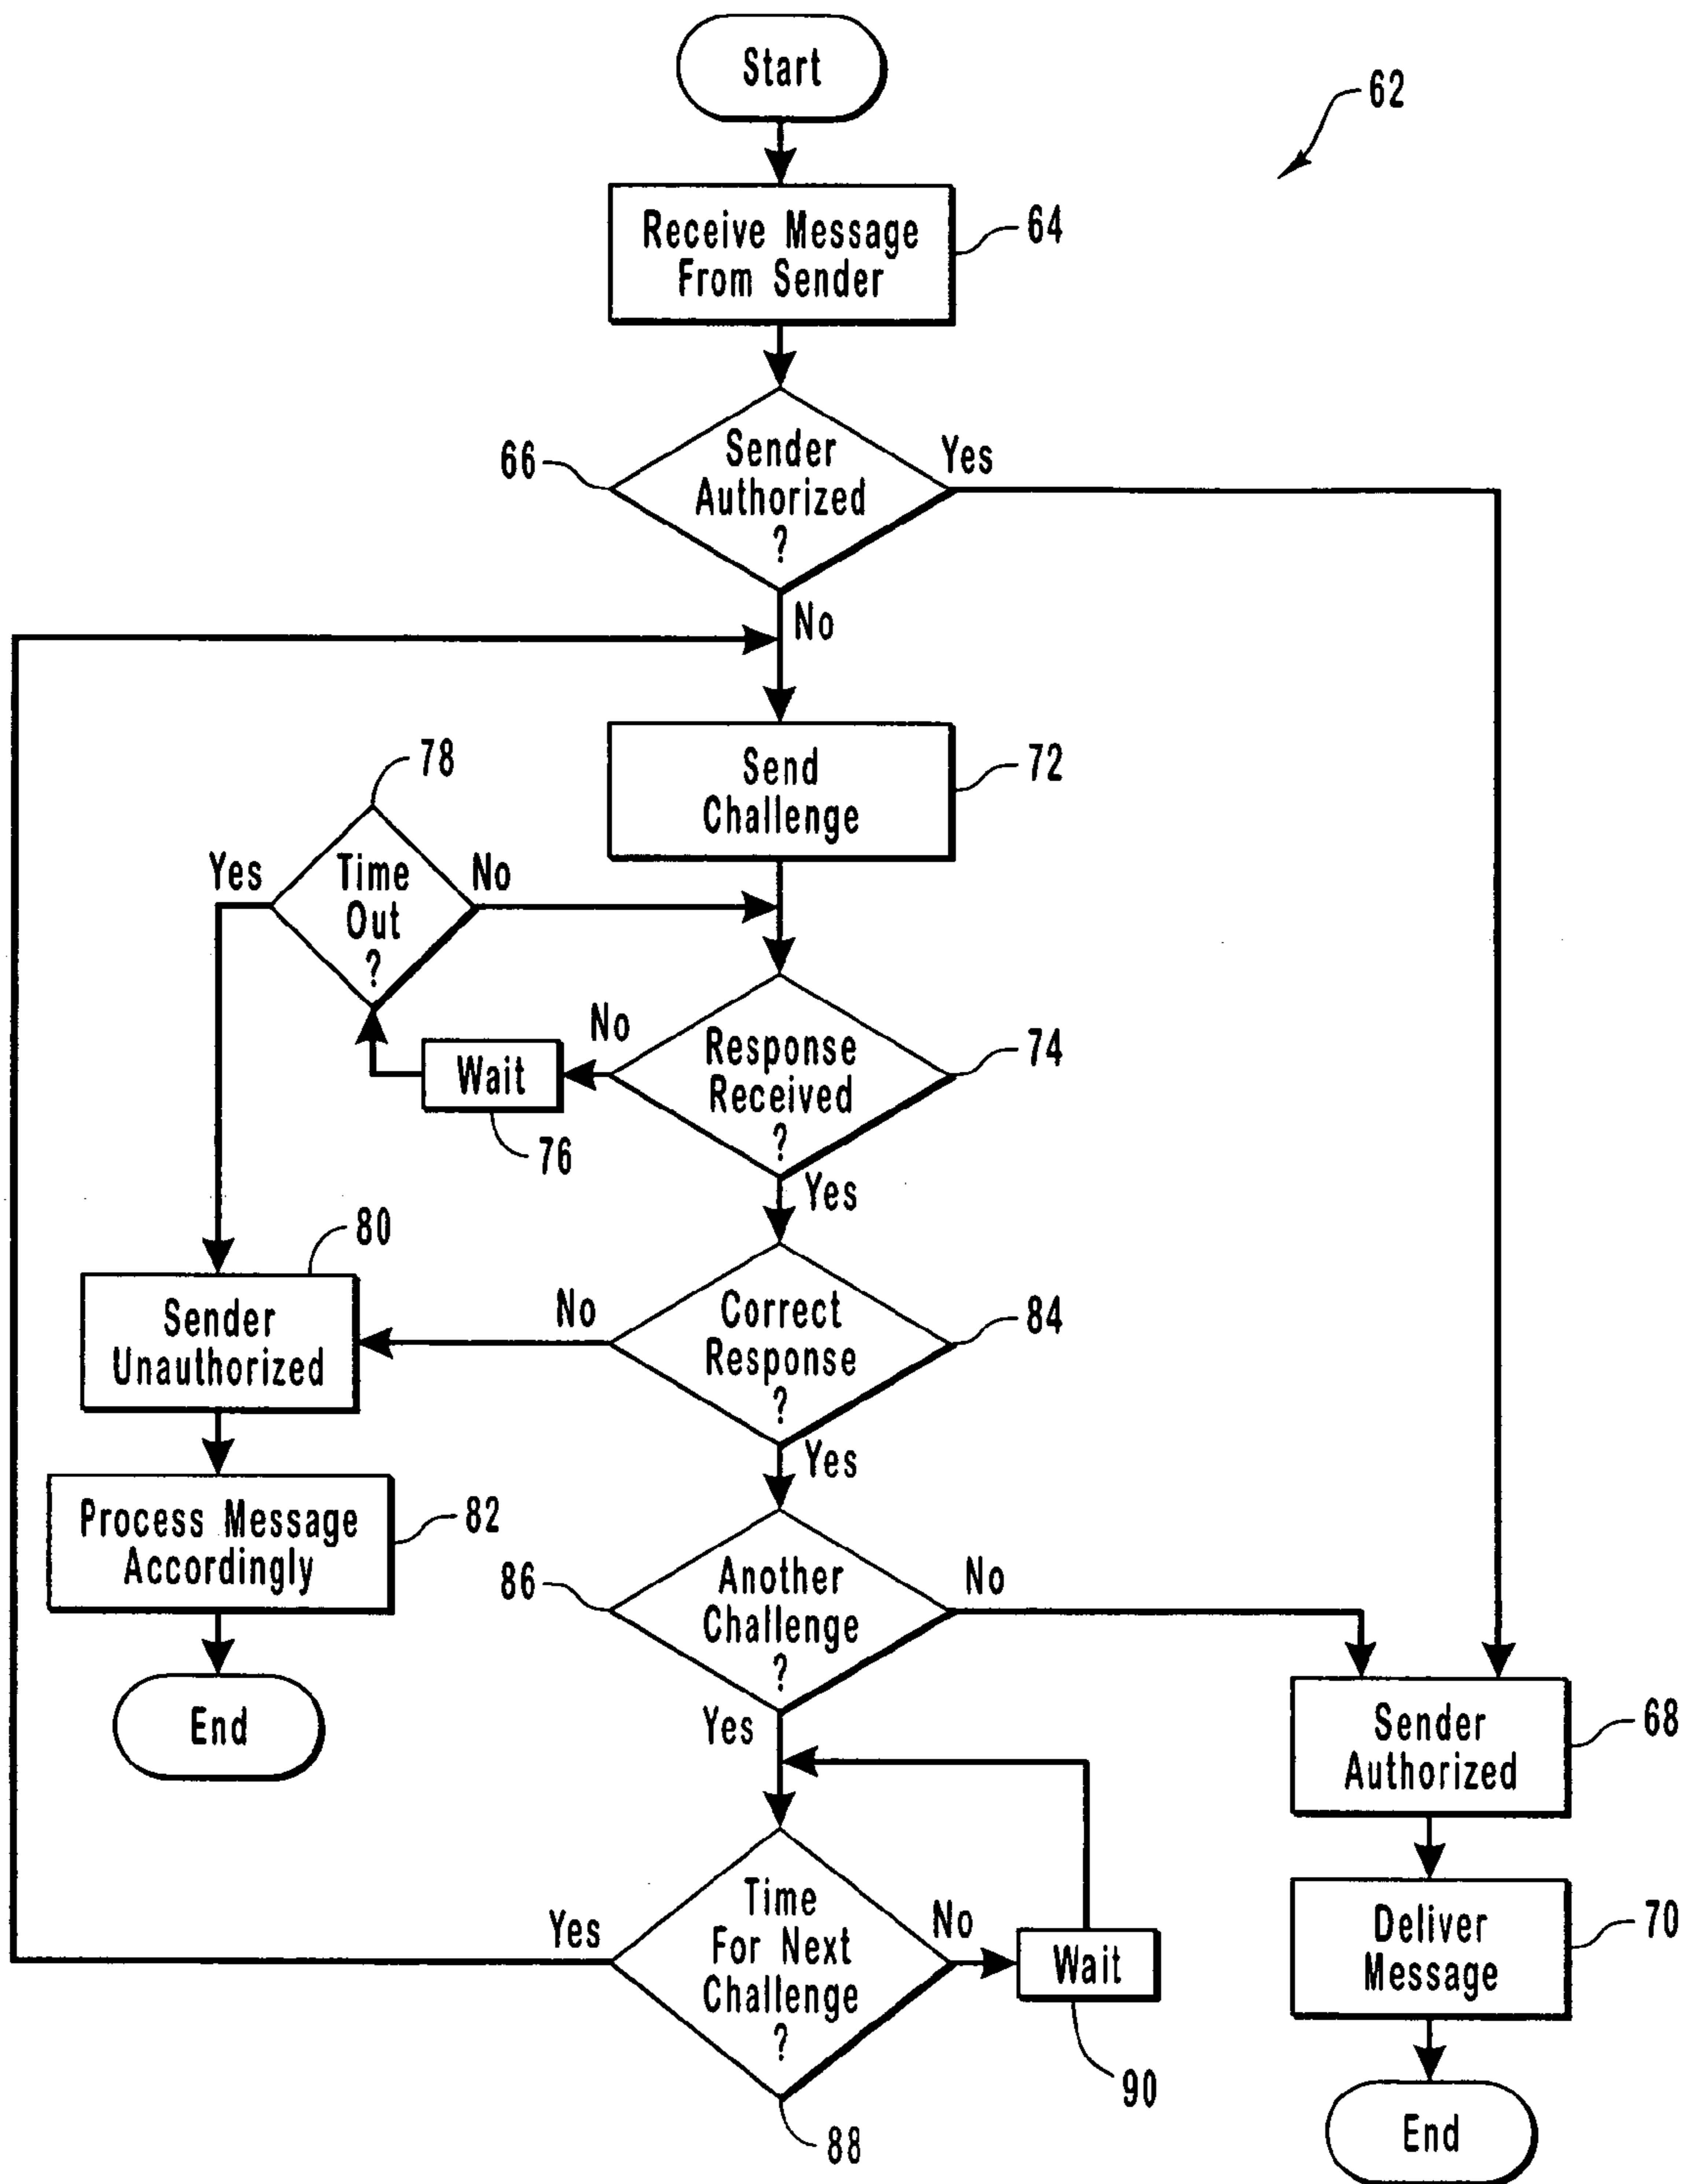 Start
62
Receive Message
From Sender
64
66
Sender
Authorized
?
Yes
No
Send
Challenge
72
78
Yes
Time
Out
?
No
Response
Received
?
74
No
Wait
76
Yes
80
Sender
Unauthorized
No
Correct
Response
?
84
Yes
Process Message
Accordingly
82
86
Another
Challenge
?
No
End
Yes
Sender
Authorized
68
Yes
Time
For Next
Challenge
?
No
Wait
Deliver
Message
70
90
88
End